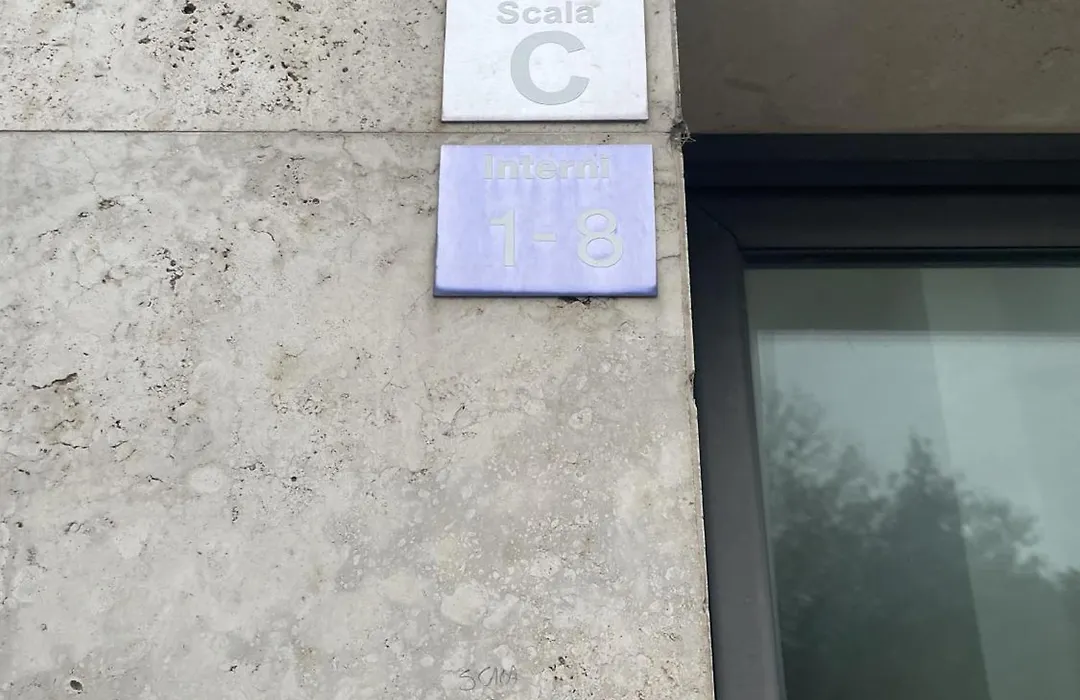 Scala
C
Interni
1-8